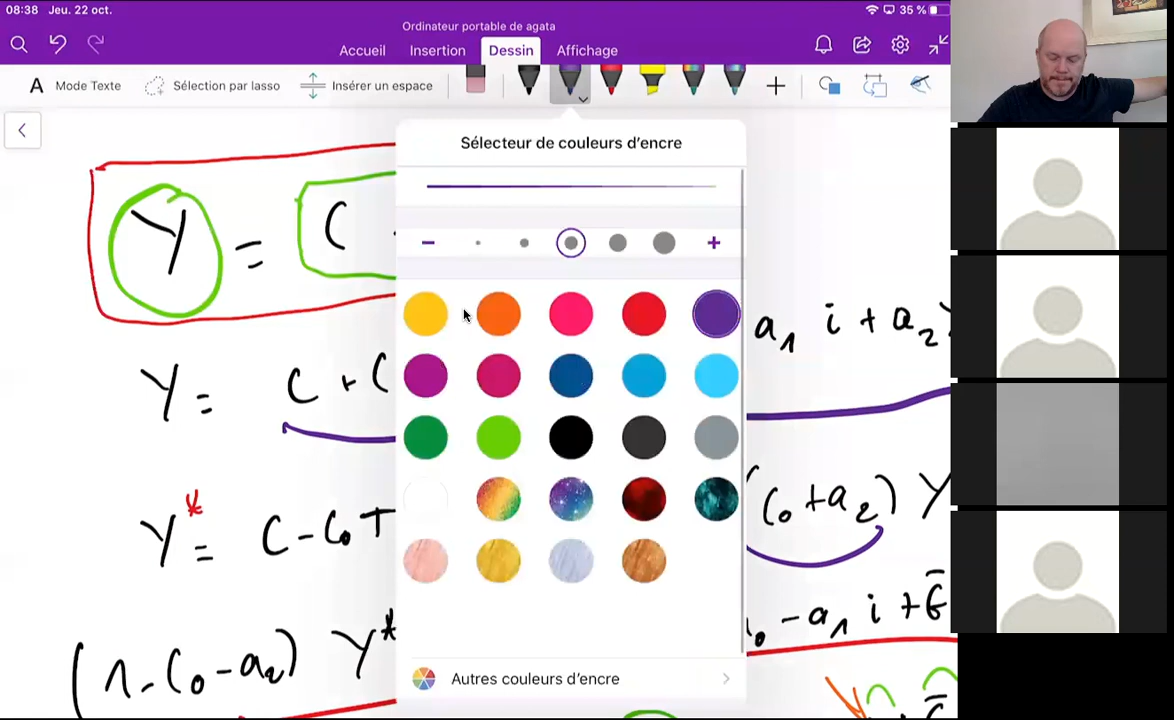 08:38 Jeu. 22 oct.
35 %
Ordinateur portable de agata
Accueil Insertion Dessin Affichage
A Mode Texte Sélection par lasso Insérer un espace
Sélecteur de couleurs d'encre
Y = C
a₁ i + a₂ Y
Y = C + C
Y* = C - C₀ T
(C₀ + a₂) Y
₀ - a₁ i + G̅
(1 - C₀ - a₂) Y*
Autres couleurs d'encre